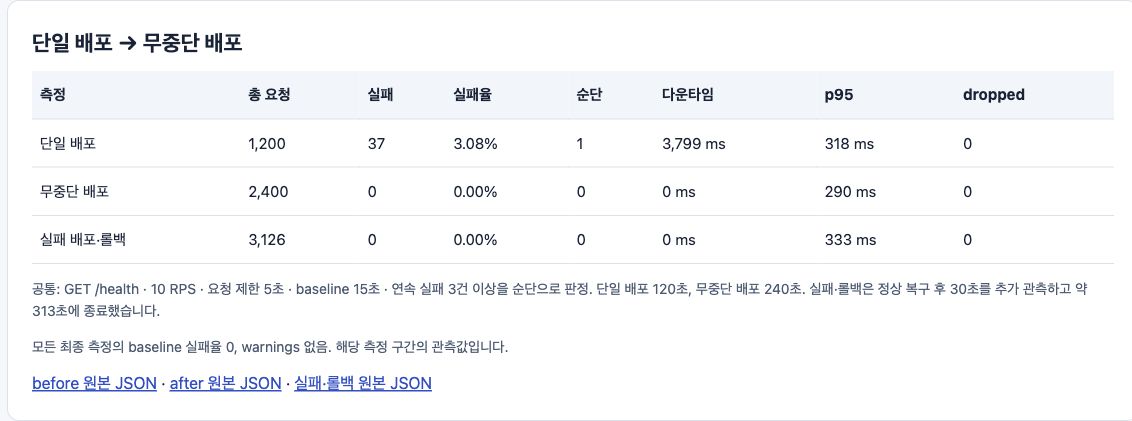 단일 배포 → 무중단 배포
측정 총 요청 실패 실패율 순단 다운타임 p95 dropped
단일 배포 1,200 37 3.08% 1 3,799 ms 318 ms 0
무중단 배포 2,400 0 0.00% 0 0 ms 290 ms 0
실패 배포·롤백 3,126 0 0.00% 0 0 ms 333 ms 0
공통: GET /health · 10 RPS · 요청 제한 5초 · baseline 15초 · 연속 실패 3건 이상을 순단으로 판정. 단일 배포 120초, 무중단 배포 240초. 실패·롤백은 정상 복구 후 30초를 추가 관측하고 약
313초에 종료했습니다.
모든 최종 측정의 baseline 실패율 0, warnings 없음. 해당 측정 구간의 관측값입니다.
before 원본 JSON · after 원본 JSON · 실패·롤백 원본 JSON